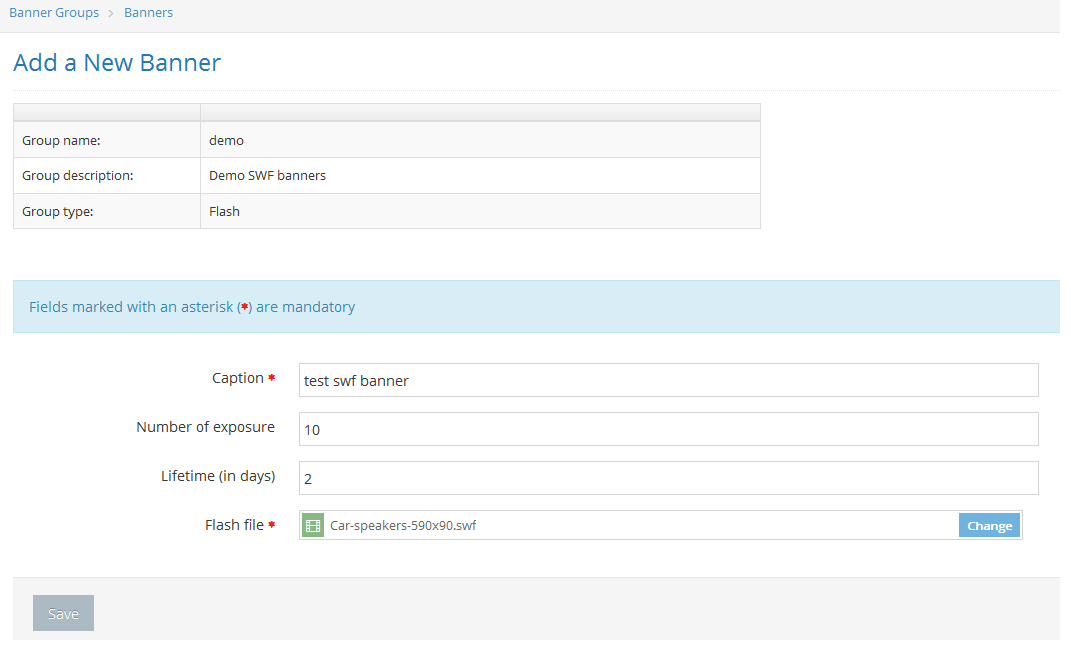 Banner Groups > Banners
Add a New Banner
Group name: demo
Group description: Demo SWF banners
Group type: Flash
Fields marked with an asterisk (*) are mandatory
Caption * test swf banner
Number of exposure 10
Lifetime (in days) 2
Flash file * Car-speakers-590x90.swf Change
Save